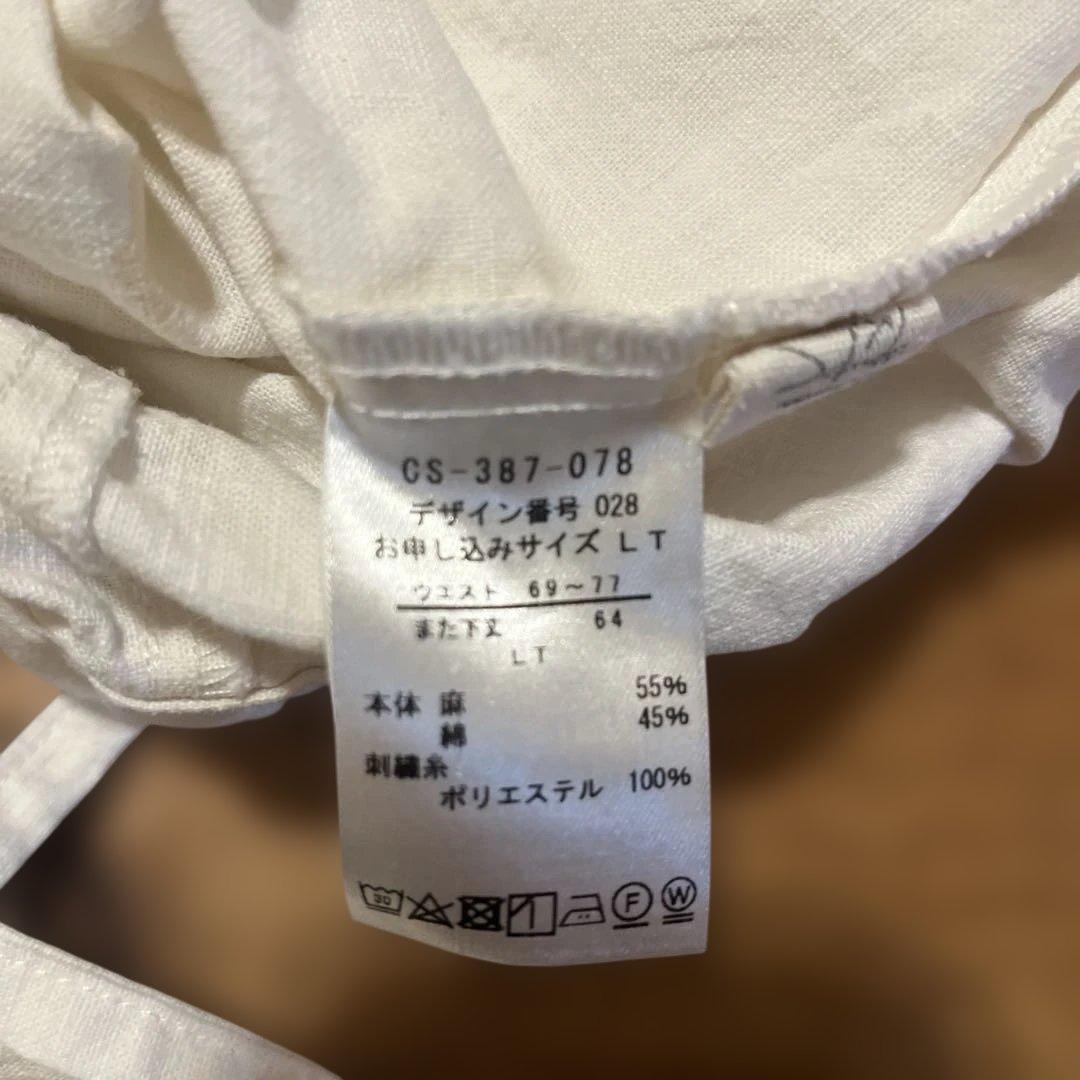 CS-387-078
デザイン番号 028
お申し込みサイズ LT
ウエスト 69~77
また下丈 64
LT
本体 麻 55%
綿 45%
刺繍糸
ポリエステル 100%
30
F W